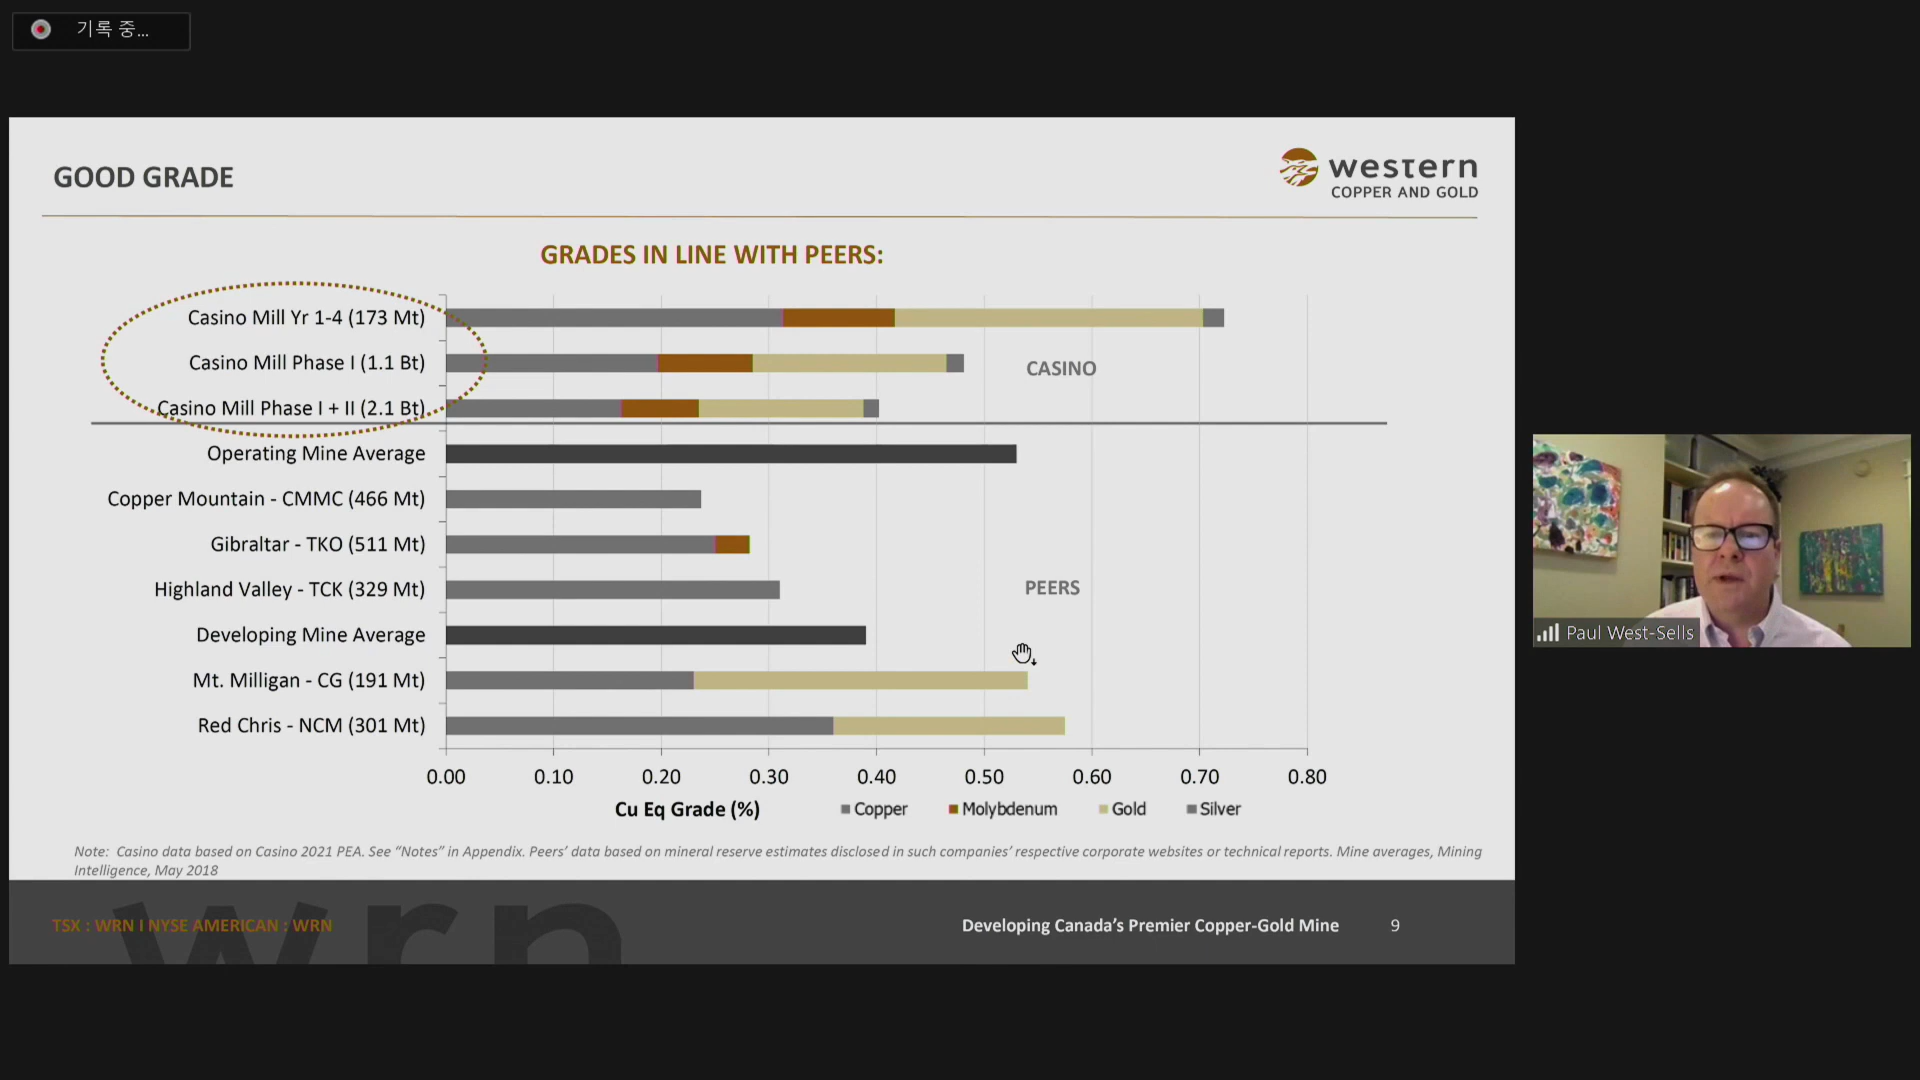 기록 중...
GOOD GRADE
western
COPPER AND GOLD
GRADES IN LINE WITH PEERS:
Casino Mill Yr 1-4 (173 Mt)
Casino Mill Phase I (1.1 Bt)
CASINO
Casino Mill Phase I + II (2.1 Bt)
Operating Mine Average
Copper Mountain - CMMC (466 Mt)
Gibraltar - TKO (511 Mt)
Highland Valley - TCK (329 Mt)
PEERS
Developing Mine Average
Mt. Milligan - CG (191 Mt)
Red Chris - NCM (301 Mt)
0.00 0.10 0.20 0.30 0.40 0.50 0.60 0.70 0.80
Cu Eq Grade (%) Copper Molybdenum Gold Silver
Note: Casino data based on Casino 2021 PEA. See “Notes” in Appendix. Peers’ data based on mineral reserve estimates disclosed in such companies’ respective corporate websites or technical reports. Mine averages, Mining
Intelligence, May 2018
wrn
TSX : WRN I NYSE AMERICAN : WRN
Developing Canada’s Premier Copper-Gold Mine 9
Paul West-Sells